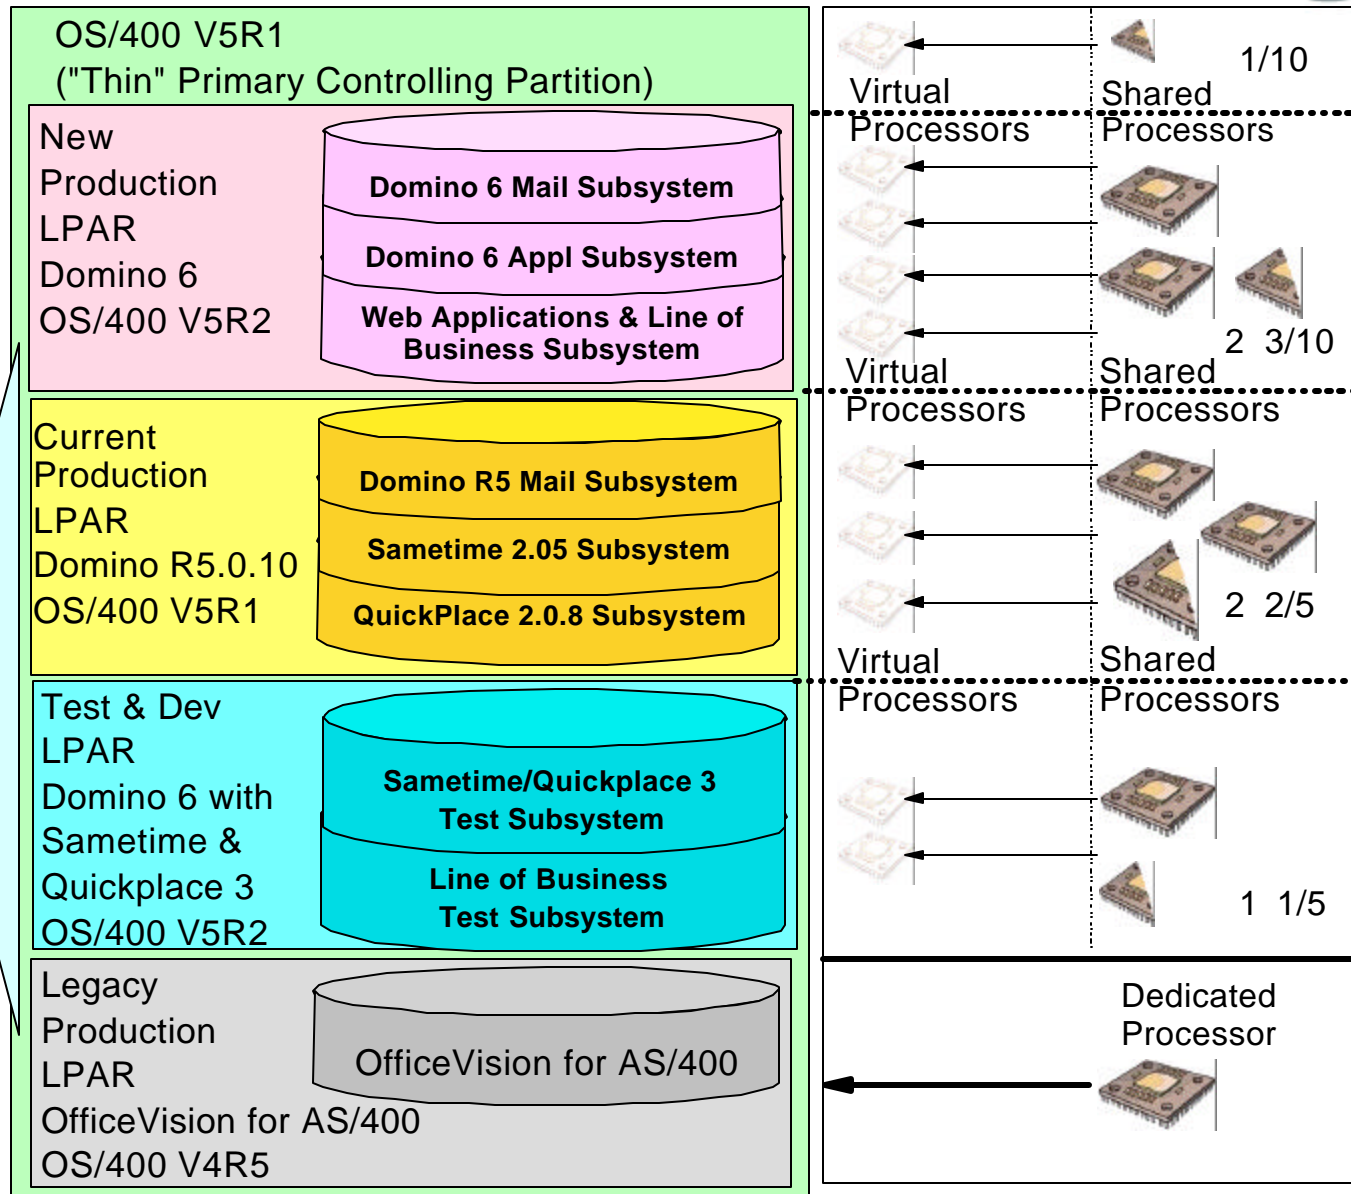 OS/400 V5R1
("Thin" Primary Controlling Partition)
New
Production
LPAR
Domino 6
OS/400 V5R2
Domino 6 Mail Subsystem
Domino 6 Appl Subsystem
Web Applications & Line of
Business Subsystem
Current
Production
LPAR
Domino R5.0.10
OS/400 V5R1
Domino R5 Mail Subsystem
Sametime 2.05 Subsystem
QuickPlace 2.0.8 Subsystem
Test & Dev
LPAR
Domino 6 with
Sametime &
Quickplace 3
OS/400 V5R2
Sametime/Quickplace 3
Test Subsystem
Line of Business
Test Subsystem
Legacy
Production
LPAR
OfficeVision for AS/400
OS/400 V4R5
OfficeVision for AS/400
1/10
Virtual
Processors
Shared
Processors
2 3/10
Virtual
Processors
Shared
Processors
2 2/5
Virtual
Processors
Shared
Processors
1 1/5
Dedicated
Processor